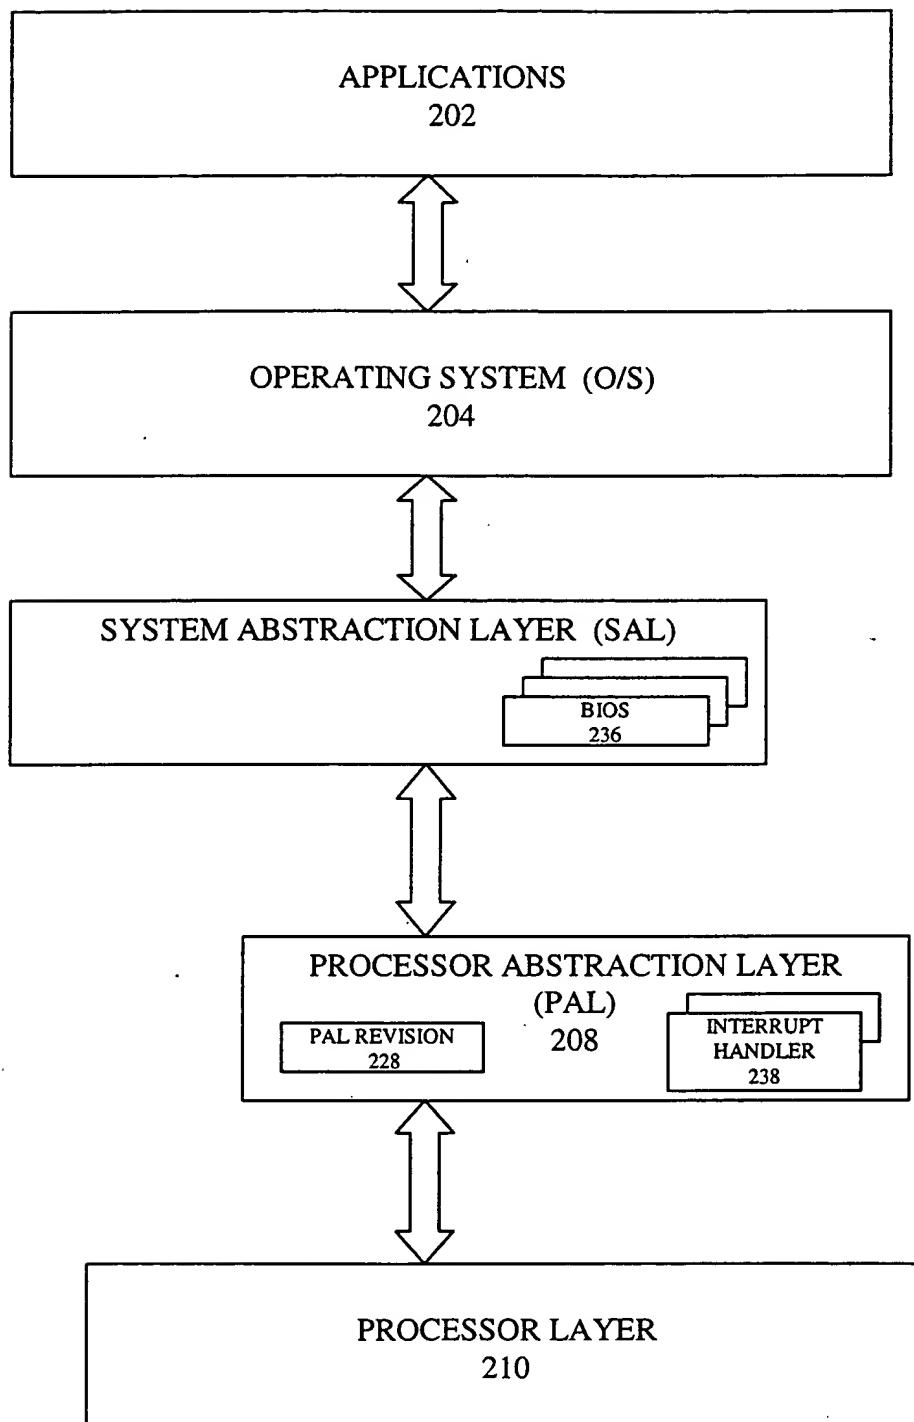 APPLICATIONS
202
OPERATING SYSTEM (O/S)
204
SYSTEM ABSTRACTION LAYER (SAL)
BIOS
236
PROCESSOR ABSTRACTION LAYER
(PAL)
208
PAL REVISION
228
INTERRUPT
HANDLER
238
PROCESSOR LAYER
210